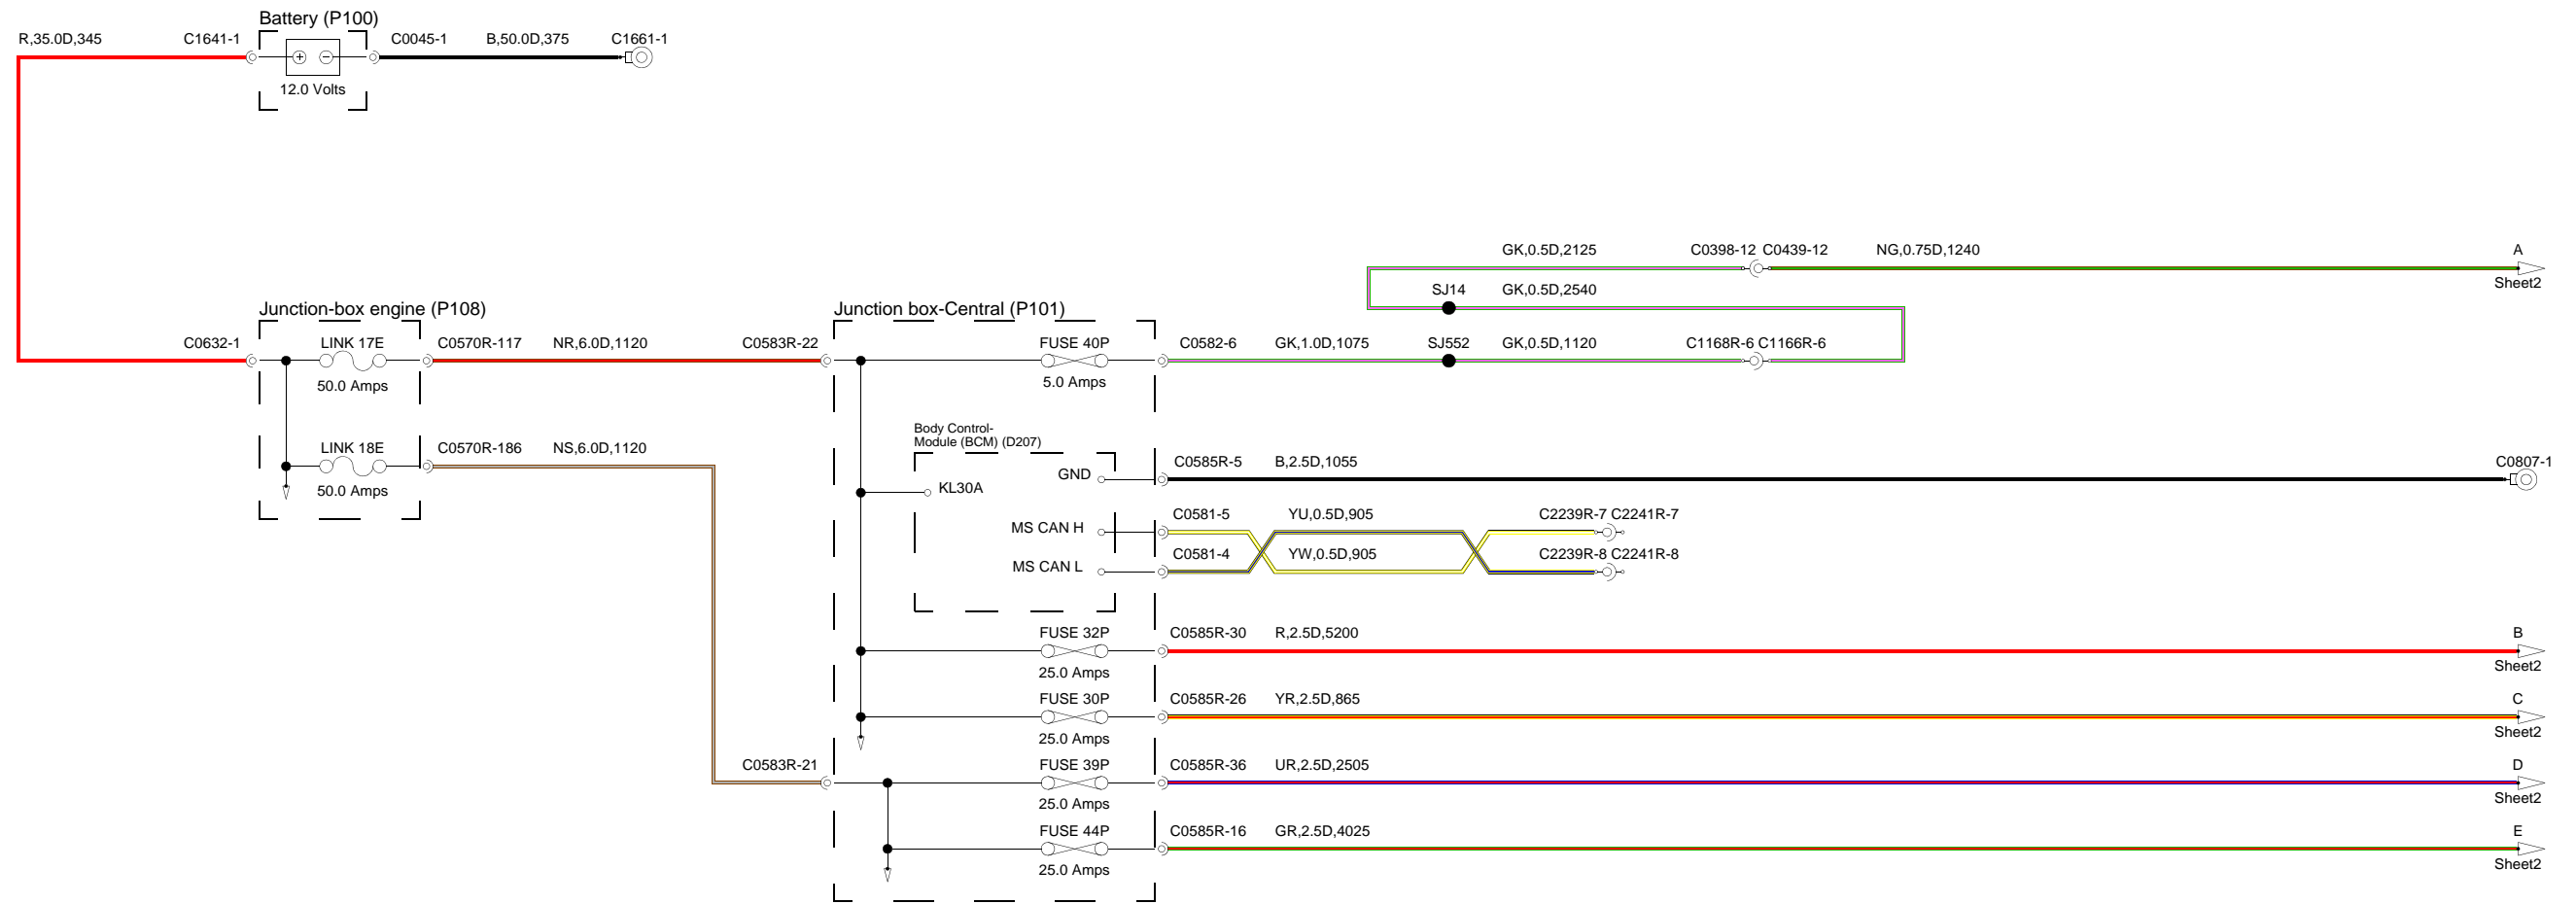 Battery (P100)
R,35.0D,345 C1641-1 C0045-1 B,50.0D,375 C1661-1
12.0 Volts
GK,0.5D,2125 C0398-12 C0439-12 NG,0.75D,1240 A
Sheet2
SJ14 GK,0.5D,2540
Junction-box engine (P108) Junction box-Central (P101)
C0632-1 LINK 17E C0570R-117 NR,6.0D,1120 C0583R-22 FUSE 40P C0582-6 GK,1.0D,1075 SJ552 GK,0.5D,1120 C1168R-6 C1166R-6
50.0 Amps 5.0 Amps
Body Control-
Module (BCM) (D207)
LINK 18E C0570R-186 NS,6.0D,1120
50.0 Amps
GND C0585R-5 B,2.5D,1055 C0807-1
KL30A
MS CAN H C0581-5 YU,0.5D,905 C2239R-7 C2241R-7
MS CAN L C0581-4 YW,0.5D,905 C2239R-8 C2241R-8
FUSE 32P C0585R-30 R,2.5D,5200 B
25.0 Amps Sheet2
FUSE 30P C0585R-26 YR,2.5D,865 C
25.0 Amps Sheet2
C0583R-21 FUSE 39P C0585R-36 UR,2.5D,2505 D
25.0 Amps Sheet2
FUSE 44P C0585R-16 GR,2.5D,4025 E
25.0 Amps Sheet2